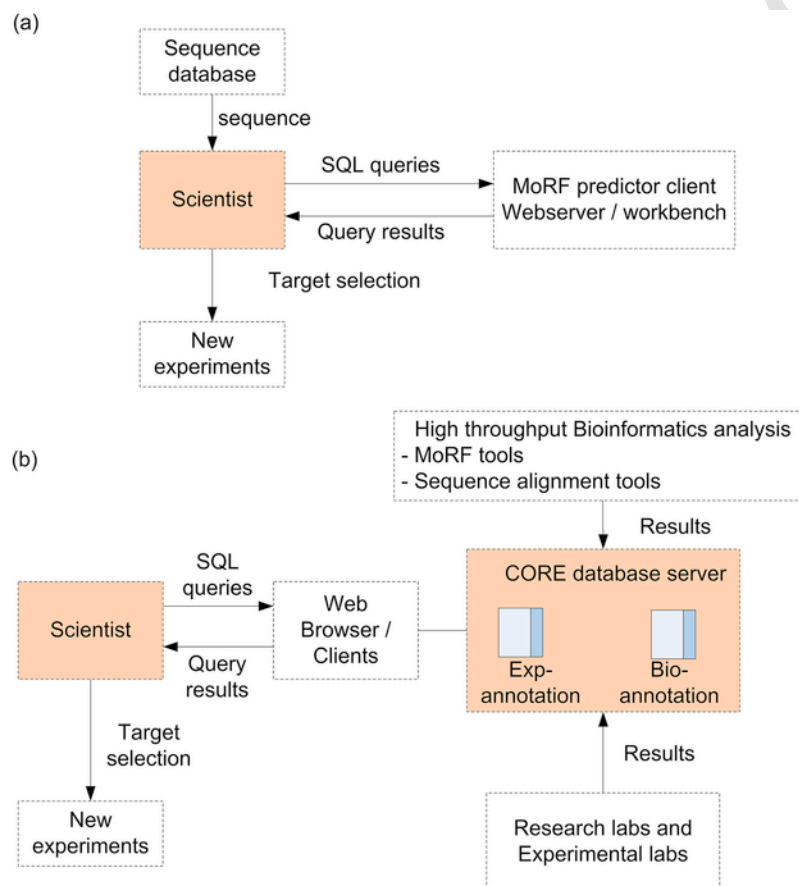 (a)
Sequence
database
sequence
Scientist
SQL queries
Query results
MoRF predictor client
Webserver / workbench
Target selection
New
experiments
(b)
High throughput Bioinformatics analysis
- MoRF tools
- Sequence alignment tools
Results
CORE database server
Exp-
annotation
Bio-
annotation
Scientist
SQL
queries
Query
results
Web
Browser /
Clients
Target
selection
New
experiments
Results
Research labs and
Experimental labs